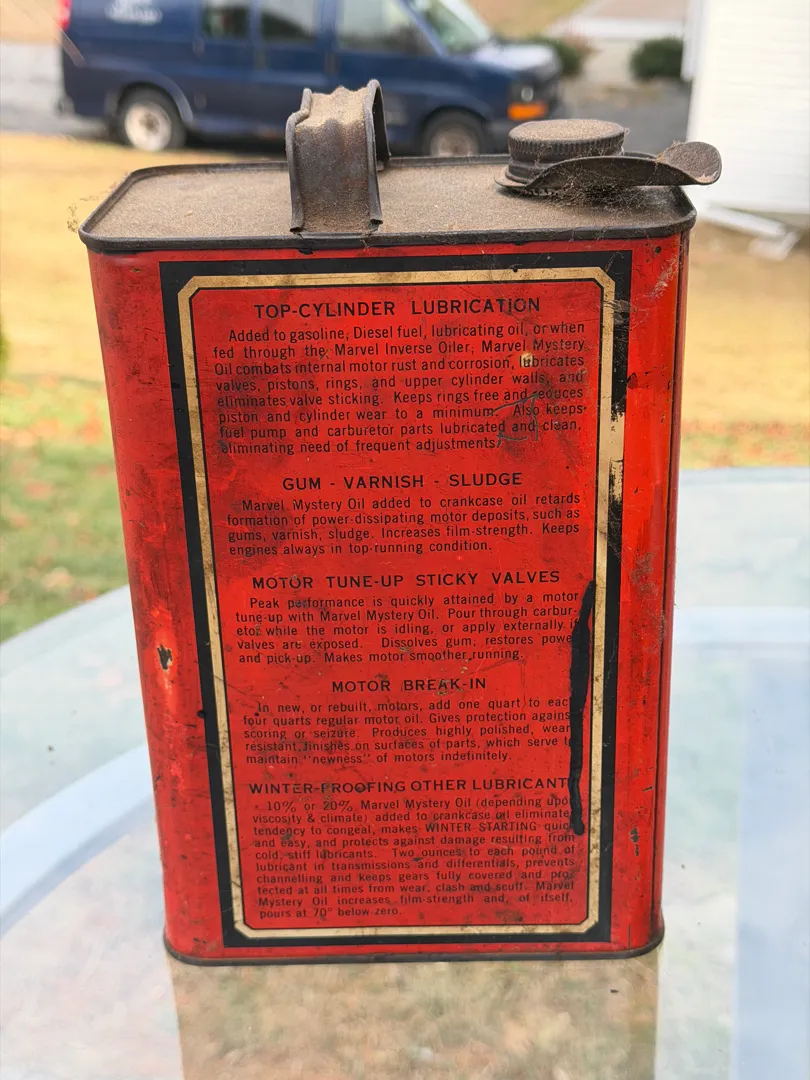 TOP-CYLINDER LUBRICATION
Added to gasoline, Diesel fuel, lubricating oil, or when
fed through the Marvel Inverse Oiler, Marvel Mystery
Oil combats internal motor rust and corrosion, lubricates
valves, pistons, rings, and upper cylinder walls, and
eliminates valve sticking. Keeps rings free and reduces
piston and cylinder wear to a minimum. Also keeps
fuel pump and carburetor parts lubricated and clean,
eliminating need of frequent adjustments.
GUM - VARNISH - SLUDGE
Marvel Mystery Oil added to crankcase oil retards
formation of power-dissipating motor deposits, such as
gums, varnish, sludge. Increases film-strength. Keeps
engines always in top-running condition.
MOTOR TUNE-UP STICKY VALVES
Peak performance is quickly attained by a motor
tune-up with Marvel Mystery Oil. Pour through carbur-
etor while the motor is idling, or apply externally i
valves are exposed. Dissolves gum, restores powe
and pick-up. Makes motor smoother running.
MOTOR BREAK-IN
In new, or rebuilt, motors, add one quart to eac
four quarts regular motor oil. Gives protection agains
scoring or seizure. Produces highly polished, wear
resistant finishes on surfaces of parts, which serve t
maintain "newness" of motors indefinitely.
WINTER-PROOFING OTHER LUBRICANT
10% or 20% Marvel Mystery Oil (depending upo
viscosity & climate) added to crankcase oil eliminate
tendency to congeal, makes WINTER STARTING quic
and easy, and protects against damage resulting from
cold, stiff lubricants. Two ounces to each pound of
lubricant in transmissions and differentials, prevents
channelling and keeps gears fully covered and pro-
tected at all times from wear, clash and scuff. Marvel
Mystery Oil increases film-strength and, of itself,
pours at 70° below zero.